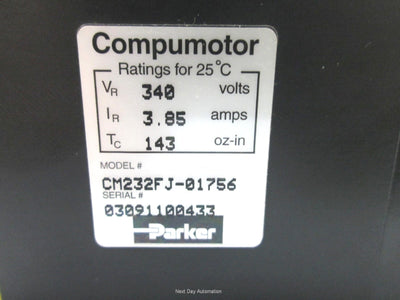 Compumotor
Ratings for 25°C
VR 340 volts
IR 3.85 amps
TC 143 oz-in
MODEL #
CM232FJ-01756
SERIAL #
03091100433
Parker
Next Day Automation